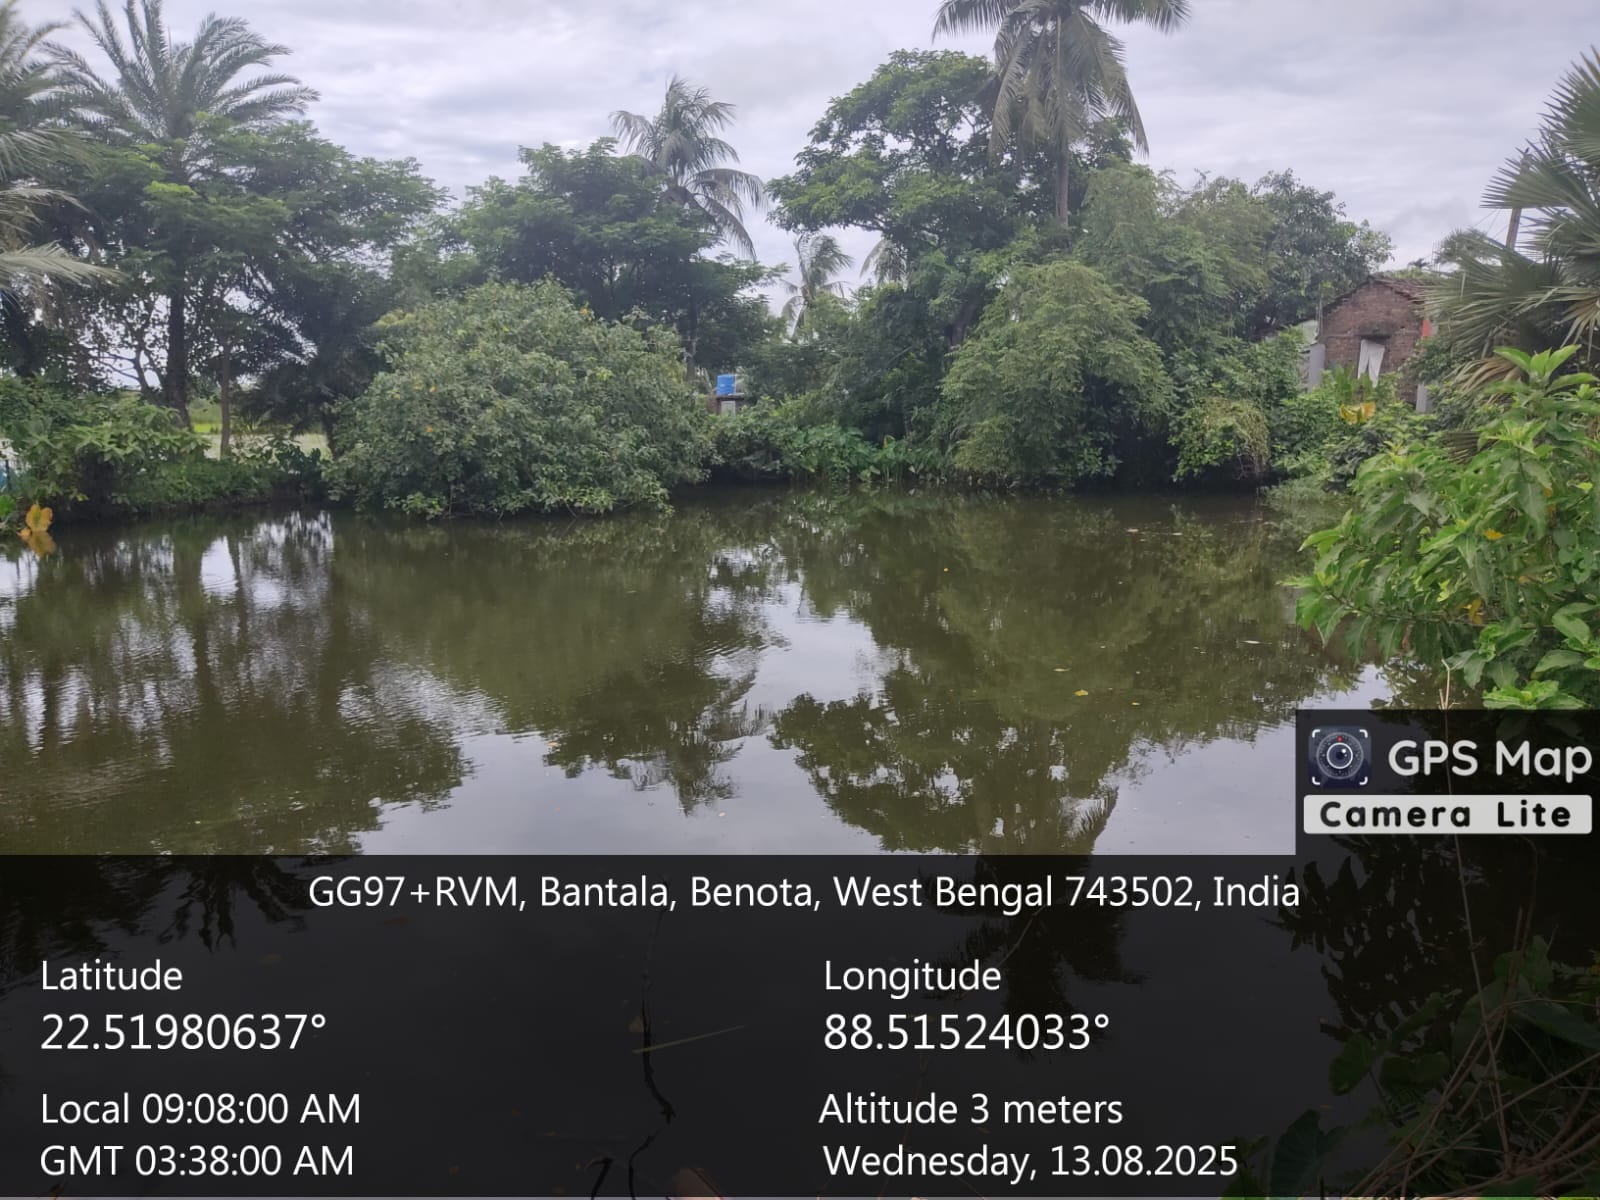 GPS Map
Camera Lite
GG97+RVM, Bantala, Benota, West Bengal 743502, India
Latitude
22.51980637°
Longitude
88.51524033°
Local 09:08:00 AM
GMT 03:38:00 AM
Altitude 3 meters
Wednesday, 13.08.2025